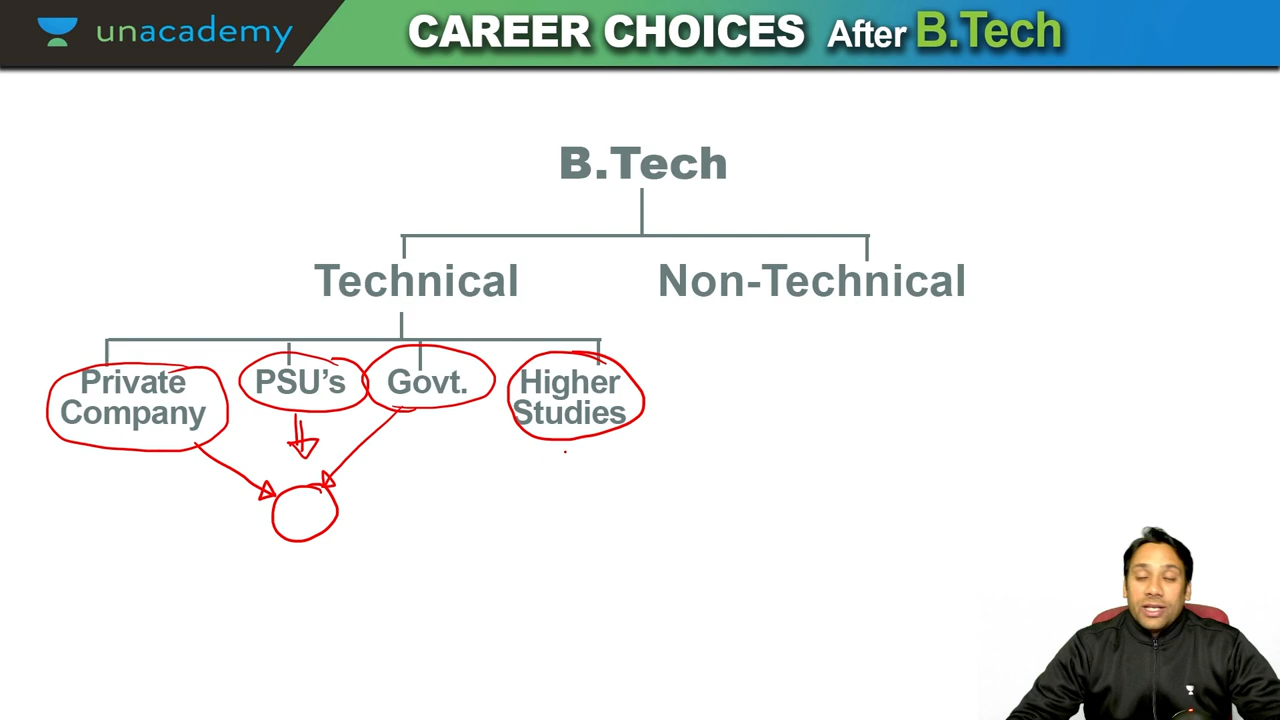 unacademy
CAREER CHOICES After B.Tech
B.Tech
Technical
Non-Technical
Private
Company
PSU's
Govt.
Higher
Studies